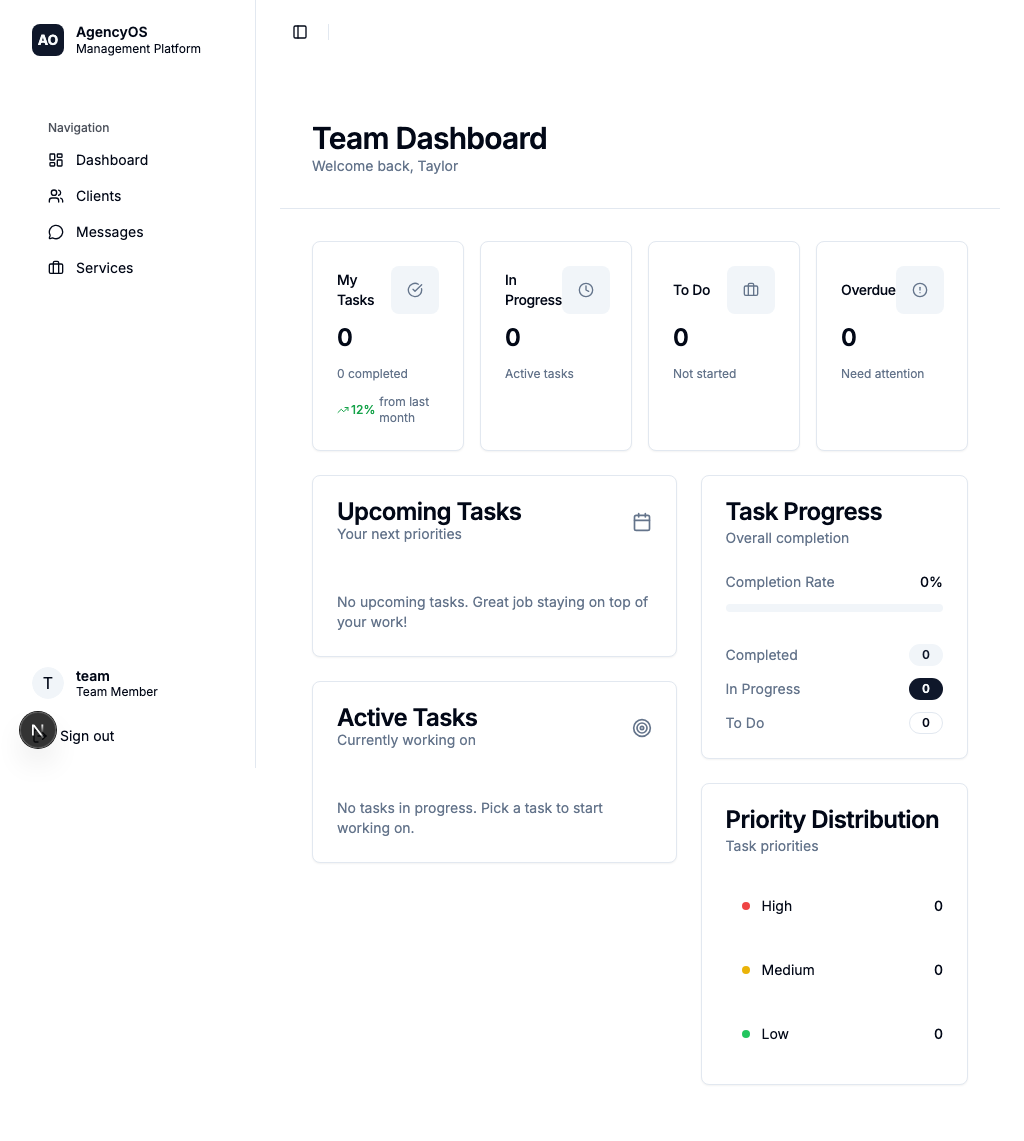 AO
AgencyOS
Management Platform
Navigation
Dashboard
Clients
Messages
Services
T
team
Team Member
N
Sign out
Team Dashboard
Welcome back, Taylor
My
Tasks
0
0 completed
12%
from last
month
In
Progress
0
Active tasks
To Do
0
Not started
Overdue
0
Need attention
Upcoming Tasks
Your next priorities
No upcoming tasks. Great job staying on top of
your work!
Active Tasks
Currently working on
No tasks in progress. Pick a task to start
working on.
Task Progress
Overall completion
Completion Rate 0%
Completed 0
In Progress 0
To Do 0
Priority Distribution
Task priorities
High 0
Medium 0
Low 0